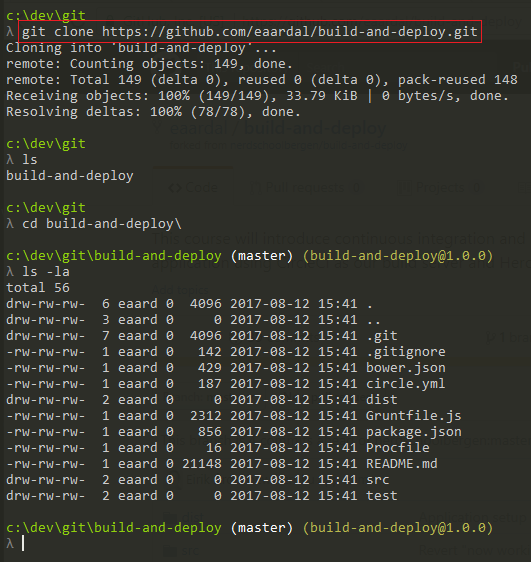 c:\dev\git
λ git clone https://github.com/eaardal/build-and-deploy.git
Cloning into 'build-and-deploy'...
remote: Counting objects: 149, done.
remote: Total 149 (delta 0), reused 0 (delta 0), pack-reused 148
Receiving objects: 100% (149/149), 33.79 KiB | 0 bytes/s, done.
Resolving deltas: 100% (78/78), done.
c:\dev\git
λ ls
build-and-deploy
c:\dev\git
λ cd build-and-deploy\
c:\dev\git\build-and-deploy (master) (build-and-deploy@1.0.0)
λ ls -la
total 56
drw-rw-rw-  6 eaard 0  4096 2017-08-12 15:41 .
drw-rw-rw-  3 eaard 0     0 2017-08-12 15:41 ..
drw-rw-rw-  7 eaard 0  4096 2017-08-12 15:41 .git
-rw-rw-rw-  1 eaard 0   142 2017-08-12 15:41 .gitignore
-rw-rw-rw-  1 eaard 0   429 2017-08-12 15:41 bower.json
-rw-rw-rw-  1 eaard 0   187 2017-08-12 15:41 circle.yml
drw-rw-rw-  2 eaard 0     0 2017-08-12 15:41 dist
-rw-rw-rw-  1 eaard 0  2312 2017-08-12 15:41 Gruntfile.js
-rw-rw-rw-  1 eaard 0   856 2017-08-12 15:41 package.json
-rw-rw-rw-  1 eaard 0    16 2017-08-12 15:41 Procfile
-rw-rw-rw-  1 eaard 0 21148 2017-08-12 15:41 README.md
drw-rw-rw-  2 eaard 0     0 2017-08-12 15:41 src
drw-rw-rw-  2 eaard 0     0 2017-08-12 15:41 test
c:\dev\git\build-and-deploy (master) (build-and-deploy@1.0.0)
λ